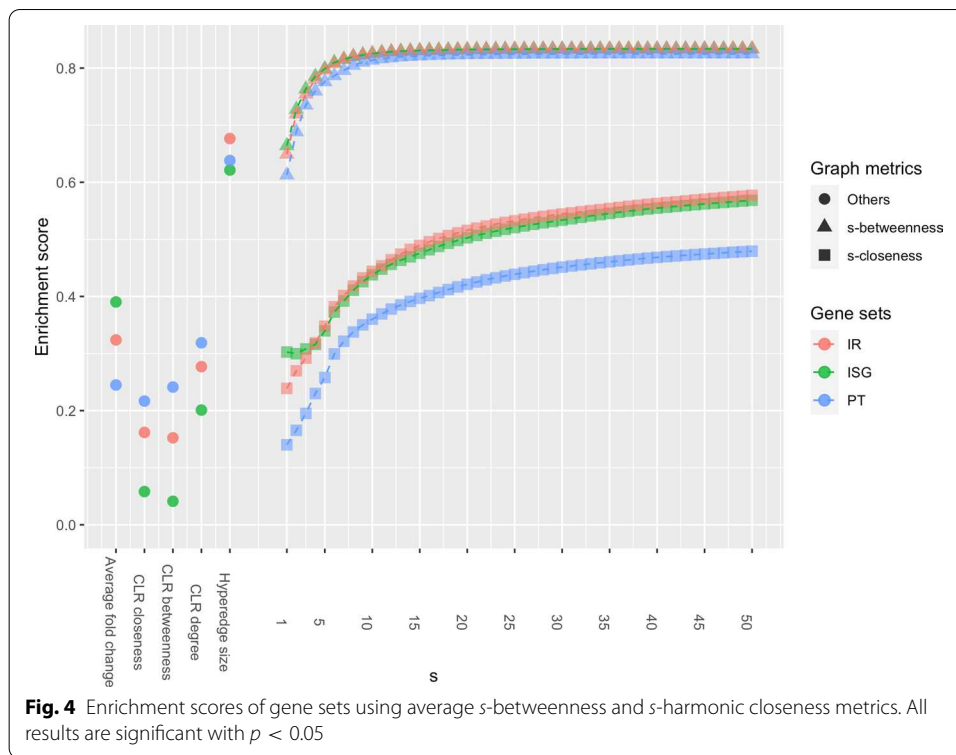 Enrichment score
0.8
0.6
0.4
0.2
0.0
Average fold change
CLR closeness
CLR betweenness
CLR degree
Hyperedge size
1
5
10
15
20
25
30
35
40
45
50
s
Graph metrics
Others
s-betweenness
s-closeness
Gene sets
IR
ISG
PT
Fig. 4 Enrichment scores of gene sets using average s-betweenness and s-harmonic closeness metrics. All
results are significant with p < 0.05